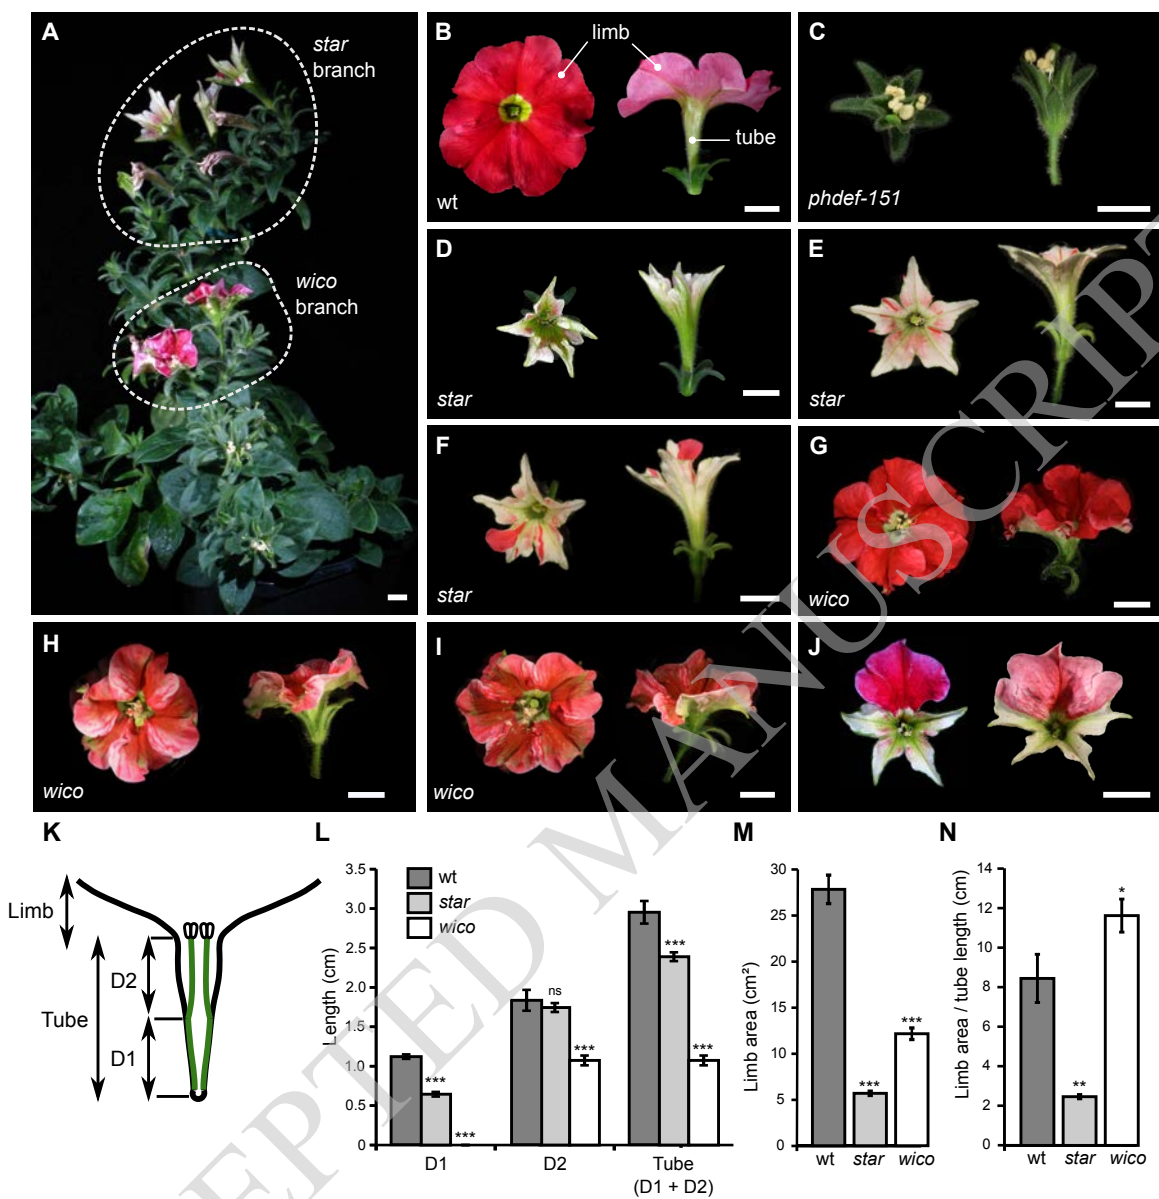 A
star
branch
wico
branch
B
limb
tube
wt
C
phdef-151
D
star
E
star
F
star
G
wico
H
wico
I
wico
J
K
Limb
D2
Tube
D1
L
Length (cm)
3.5
3.0
2.5
2.0
1.5
1.0
0.5
0
wt
star
wico
***
***
ns
***
***
***
D1
D2
Tube
(D1 + D2)
M
Limb area (cm²)
30
25
20
15
10
5
0
***
***
wt
star
wico
N
Limb area / tube length (cm)
14
12
10
8
6
4
2
0
**
*
wt
star
wico
EPTED MANUSCRIPT